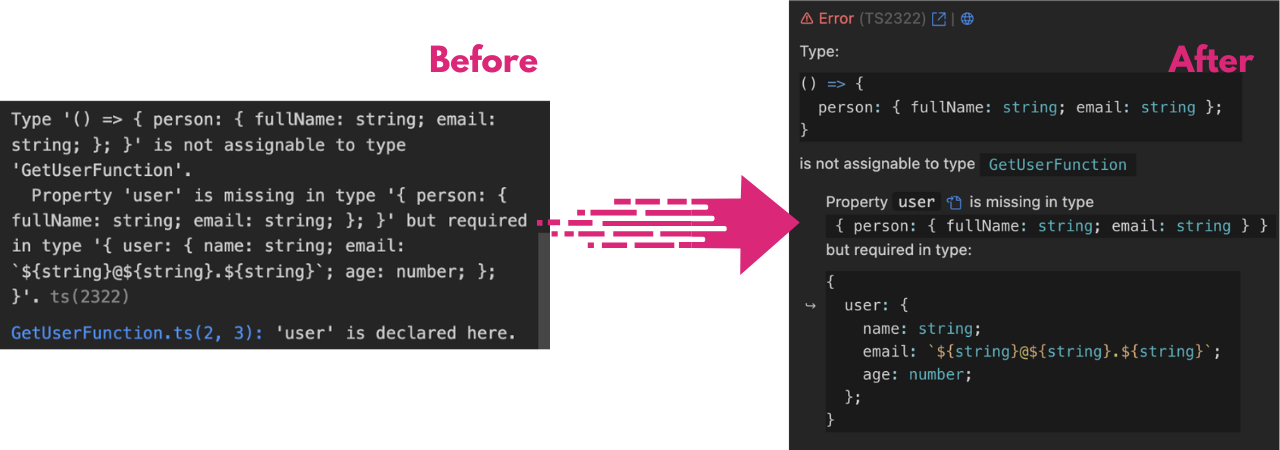 Before
Type '() => { person: { fullName: string; email:
string; }; }' is not assignable to type
'GetUserFunction'.
  Property 'user' is missing in type '{ person: {
fullName: string; email: string; }; }' but required
in type '{ user: { name: string; email:
`${string}@${string}.${string}`; age: number; };
}'. ts(2322)
GetUserFunction.ts(2, 3): 'user' is declared here.
After
Error (TS2322) |
Type:
() => {
  person: { fullName: string; email: string };
}
is not assignable to type GetUserFunction
Property user is missing in type
{ person: { fullName: string; email: string } }
but required in type:
{
  user: {
    name: string;
    email: `${string}@${string}.${string}`;
    age: number;
  };
}